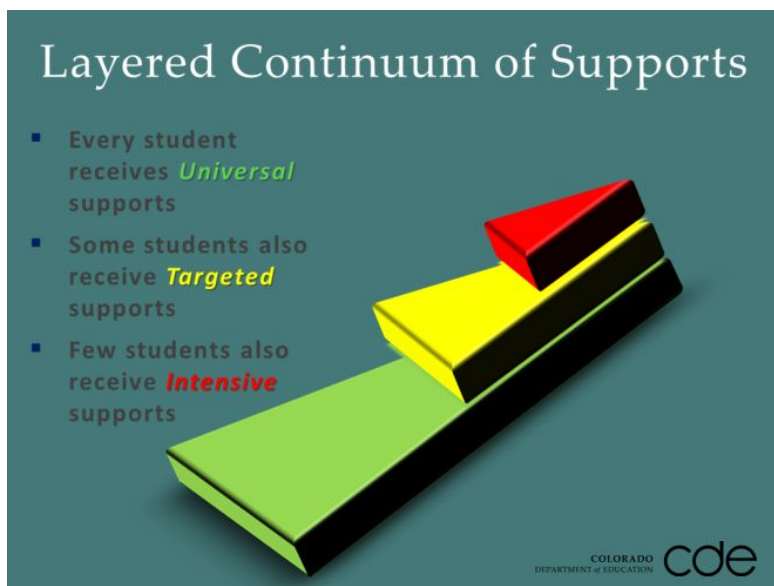 Layered Continuum of Supports
▪ Every student
receives Universal
supports
▪ Some students also
receive Targeted
supports
▪ Few students also
receive Intensive
supports
COLORADO
DEPARTMENT of EDUCATION
cde